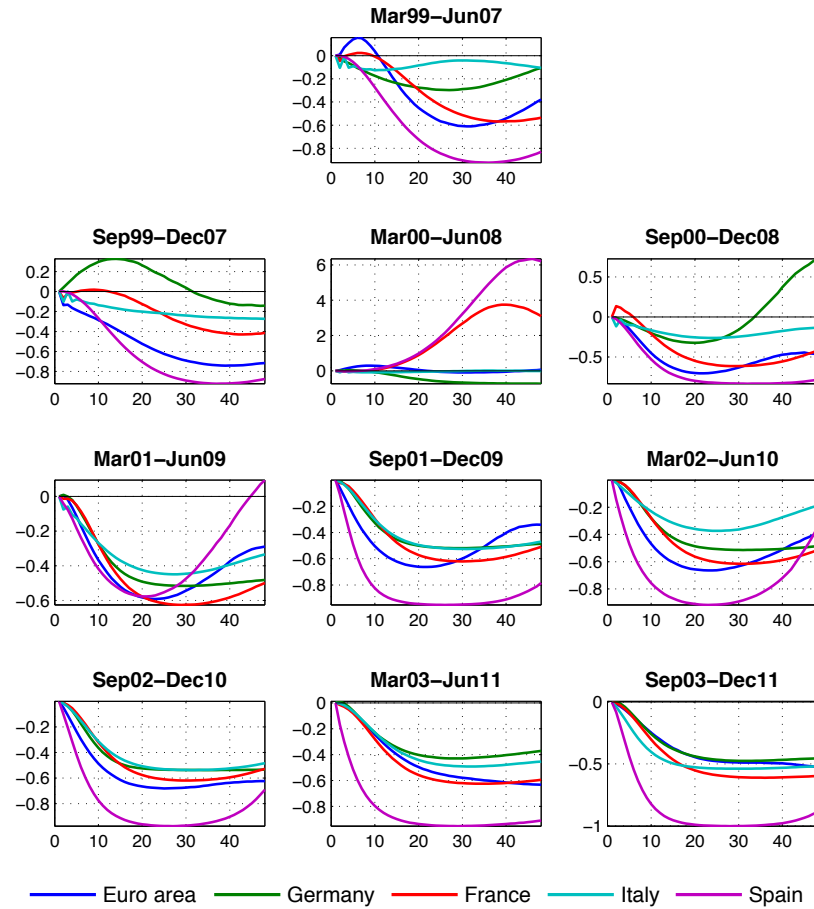 Mar99−Jun07
0
−0.2
−0.4
−0.6
−0.8
0 10 20 30 40
Sep99−Dec07 Mar00−Jun08 Sep00−Dec08
0.2
0
−0.2
−0.4
−0.6
−0.8
0 10 20 30 40
6
4
2
0
0 10 20 30 40
0.5
0
−0.5
0 10 20 30 40
Mar01−Jun09 Sep01−Dec09 Mar02−Jun10
0
−0.2
−0.4
−0.6
0 10 20 30 40
−0.2
−0.4
−0.6
−0.8
0 10 20 30 40
−0.2
−0.4
−0.6
−0.8
0 10 20 30 40
Sep02−Dec10 Mar03−Jun11 Sep03−Dec11
−0.2
−0.4
−0.6
−0.8
0 10 20 30 40
0
−0.2
−0.4
−0.6
−0.8
0 10 20 30 40
0
−0.5
−1
0 10 20 30 40
Euro area Germany France Italy Spain